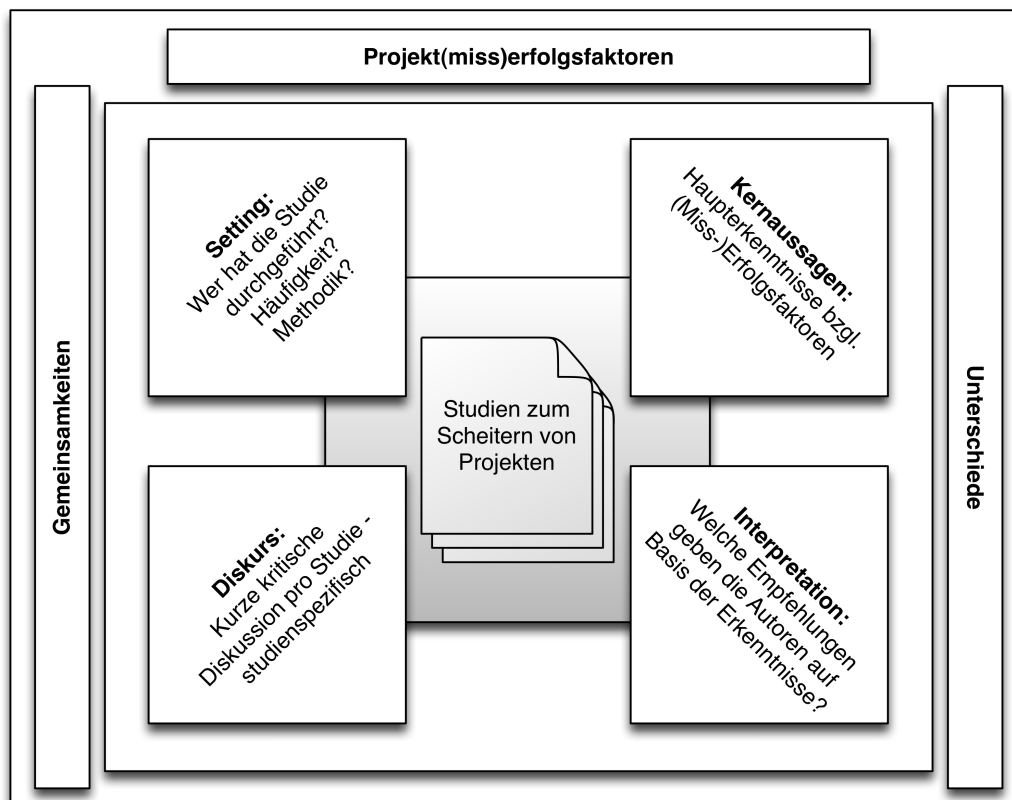 Projekt(miss)erfolgsfaktoren
Gemeinsamkeiten
Setting:
Wer hat die Studie
durchgeführt?
Häufigkeit?
Methodik?
Kernaussagen:
Haupterkenntnisse bzgl.
(Miss-)Erfolgsfaktoren
Studien zum
Scheitern von
Projekten
Diskurs:
Kurze kritische
Diskussion pro Studie -
studienspezifisch
Interpretation:
Welche Empfehlungen
geben die Autoren auf
Basis der Erkenntnisse?
Unterschiede